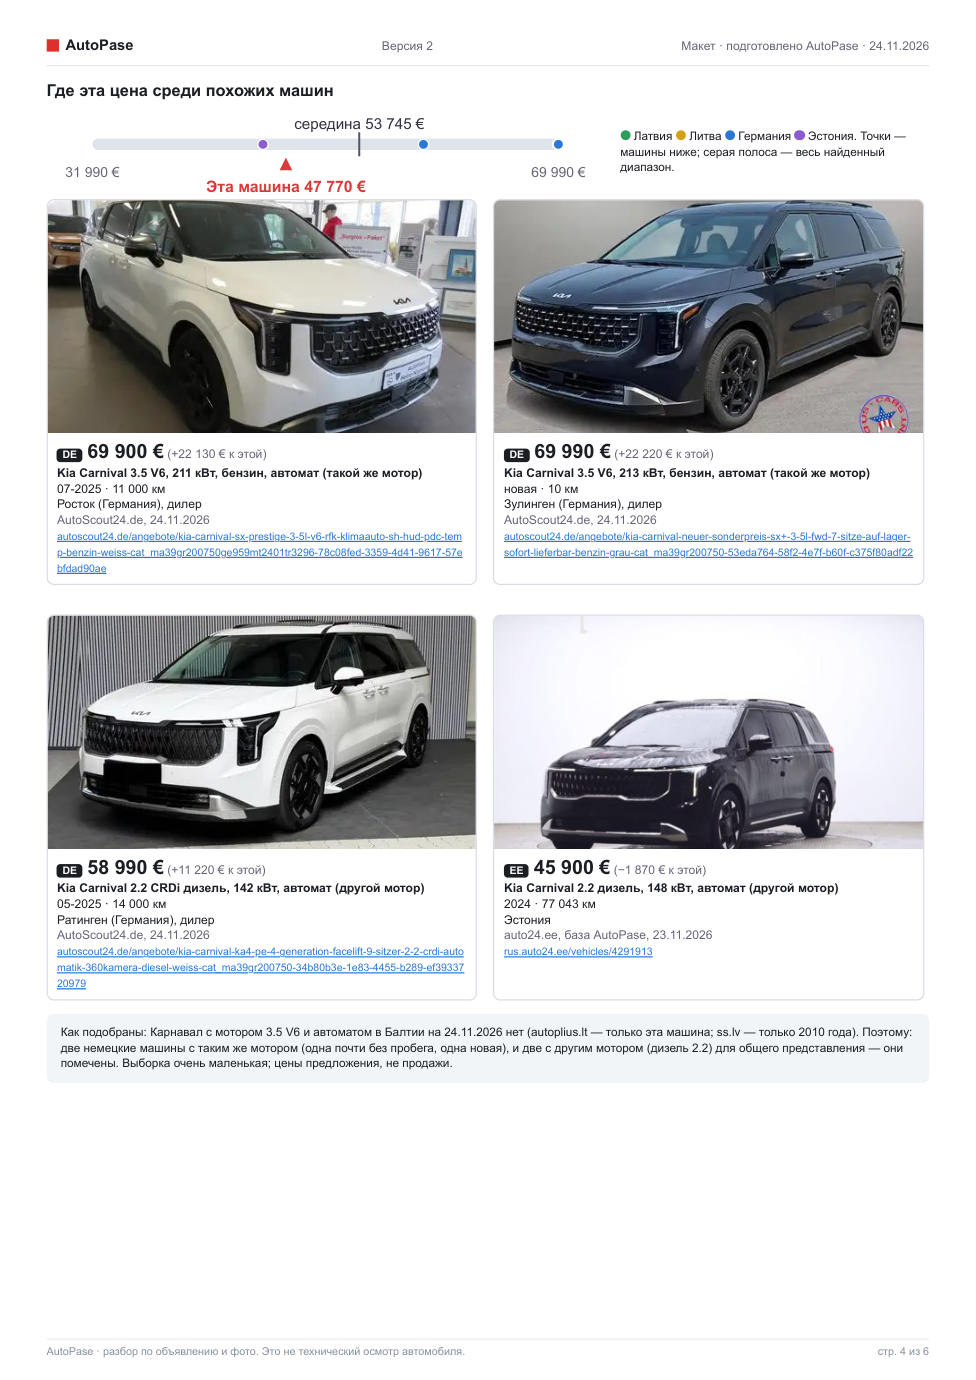 AutoPase
Версия 2
Макет · подготовлено AutoPase · 24.11.2026
Где эта цена среди похожих машин
середина 53 745 €
31 990 €
69 990 €
Эта машина 47 770 €
Латвия Литва Германия Эстония. Точки —
машины ниже; серая полоса — весь найденный
диапазон.
„Sorglos - Paket"
KIA
KIA
CARS
DE 69 900 € (+22 130 € к этой)
Kia Carnival 3.5 V6, 211 кВт, бензин, автомат (такой же мотор)
07-2025 · 11 000 км
Росток (Германия), дилер
AutoScout24.de, 24.11.2026
autoscout24.de/angebote/kia-carnival-sx-prestige-3-5l-v6-rfk-klimaauto-sh-hud-pdc-tem
p-benzin-weiss-cat_ma39gr200750ge959mt2401tr3296-78c08fed-3359-4d41-9617-57e
bfdad90ae
DE 69 990 € (+22 220 € к этой)
Kia Carnival 3.5 V6, 213 кВт, бензин, автомат (такой же мотор)
новая · 10 км
Зулинген (Германия), дилер
AutoScout24.de, 24.11.2026
autoscout24.de/angebote/kia-carnival-neuer-sonderpreis-sx+-3-5l-fwd-7-sitze-auf-lager-
sofort-lieferbar-benzin-grau-cat_ma39gr200750-53eda764-58f2-4e7f-b60f-c375f80adf22
KIA
DE 58 990 € (+11 220 € к этой)
Kia Carnival 2.2 CRDi дизель, 142 кВт, автомат (другой мотор)
05-2025 · 14 000 км
Ратинген (Германия), дилер
AutoScout24.de, 24.11.2026
autoscout24.de/angebote/kia-carnival-ka4-pe-4-generation-facelift-9-sitzer-2-2-crdi-auto
matik-360kamera-diesel-weiss-cat_ma39gr200750-34b80b3e-1e83-4455-b289-ef39337
20979
EE 45 900 € (−1 870 € к этой)
Kia Carnival 2.2 дизель, 148 кВт, автомат (другой мотор)
2024 · 77 043 км
Эстония
auto24.ee, база AutoPase, 23.11.2026
rus.auto24.ee/vehicles/4291913
Как подобраны: Карнавал с мотором 3.5 V6 и автоматом в Балтии на 24.11.2026 нет (autoplius.lt — только эта машина; ss.lv — только 2010 года). Поэтому:
две немецкие машины с таким же мотором (одна почти без пробега, одна новая), и две с другим мотором (дизель 2.2) для общего представления — они
помечены. Выборка очень маленькая; цены предложения, не продажи.
AutoPase · разбор по объявлению и фото. Это не технический осмотр автомобиля.
стр. 4 из 6